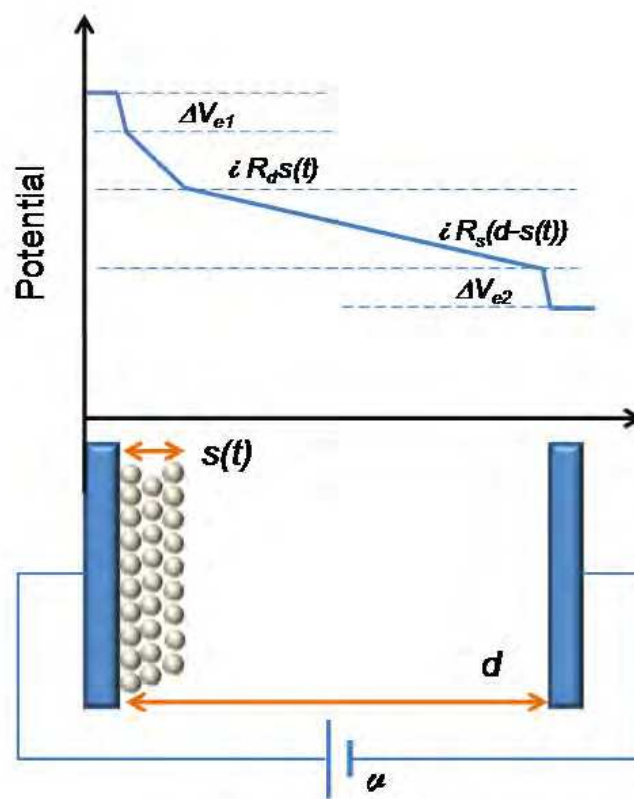 Potential
ΔVe1
i Rds(t)
i Rs(d-s(t))
ΔVe2
s(t)
d